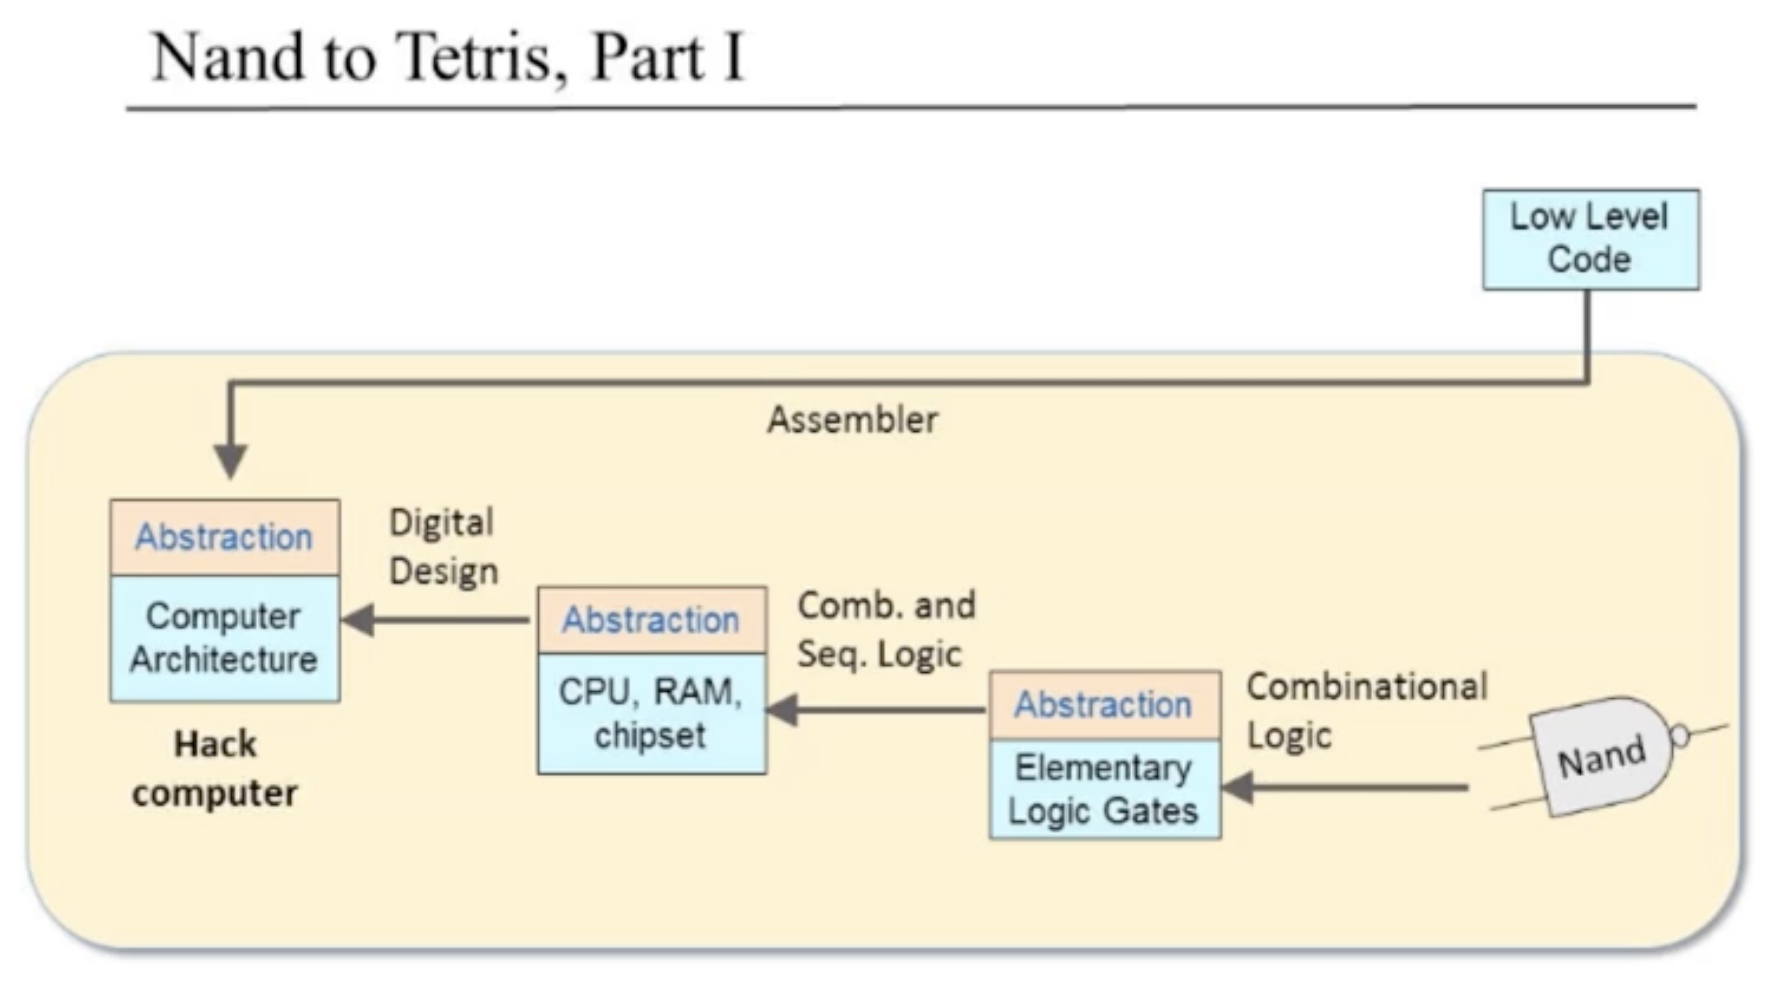 Nand to Tetris, Part I
Low Level
Code
Assembler
Abstraction
Computer
Architecture
Hack
computer
Digital
Design
Abstraction
CPU, RAM,
chipset
Comb. and
Seq. Logic
Abstraction
Elementary
Logic Gates
Combinational
Logic
Nand